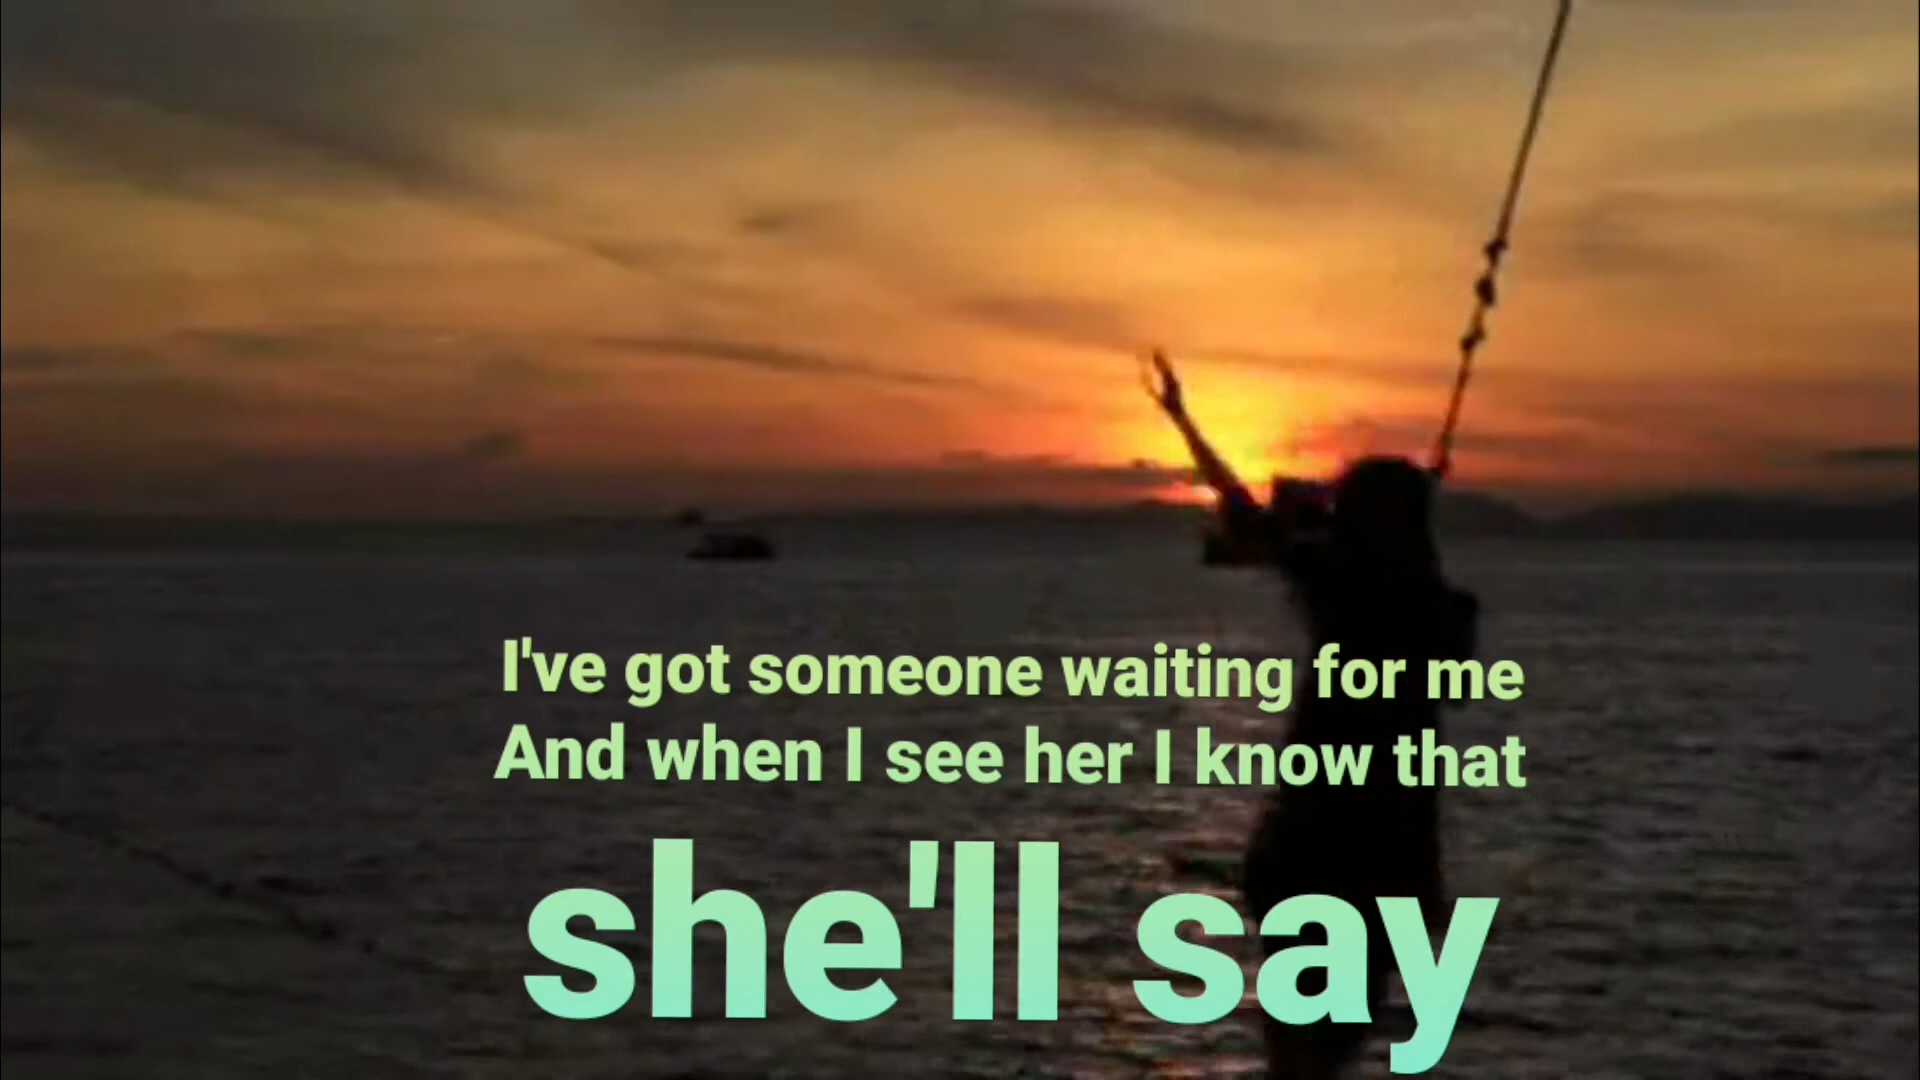 I've got someone waiting for me
And when I see her I know that
she'll say